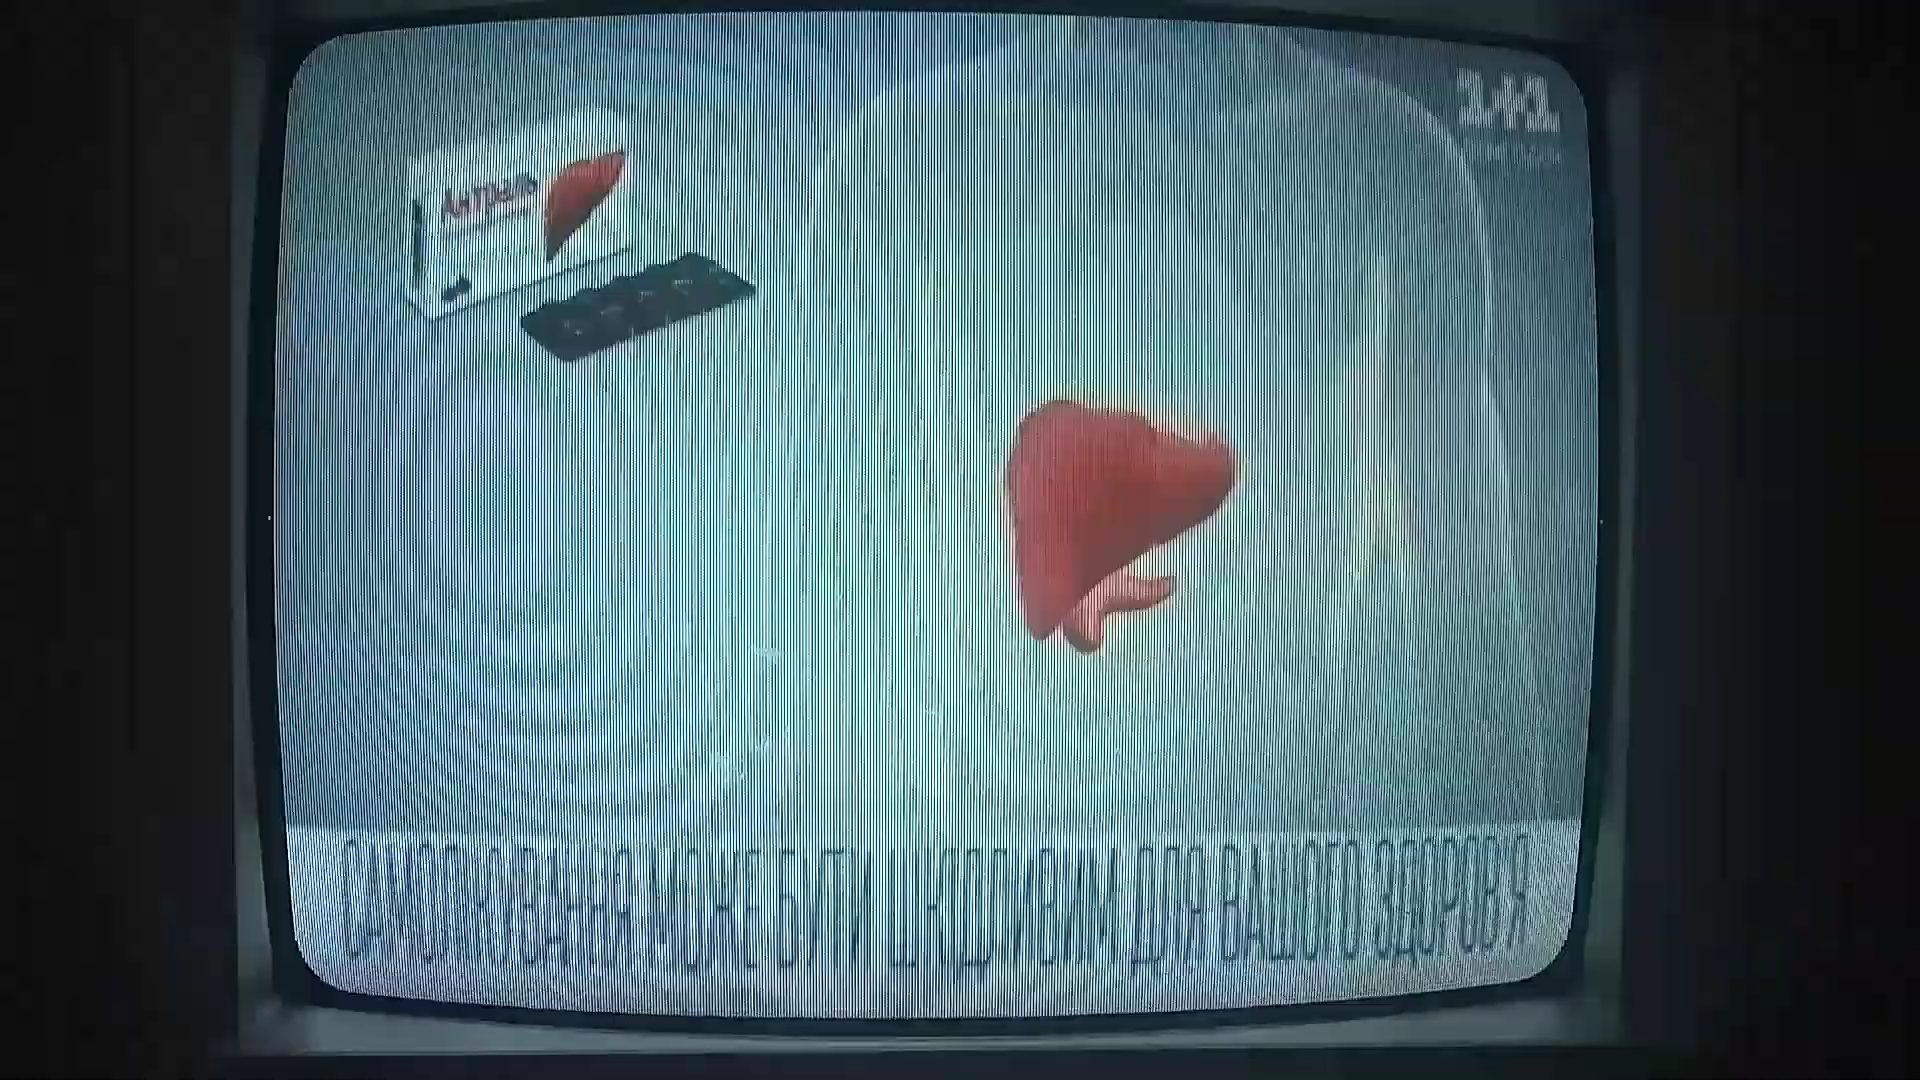 1+1
Антраль
САМОЛІКУВАННЯ МОЖЕ БУТИ ШКІДЛИВИМ ДЛЯ ВАШОГО ЗДОРОВ'Я